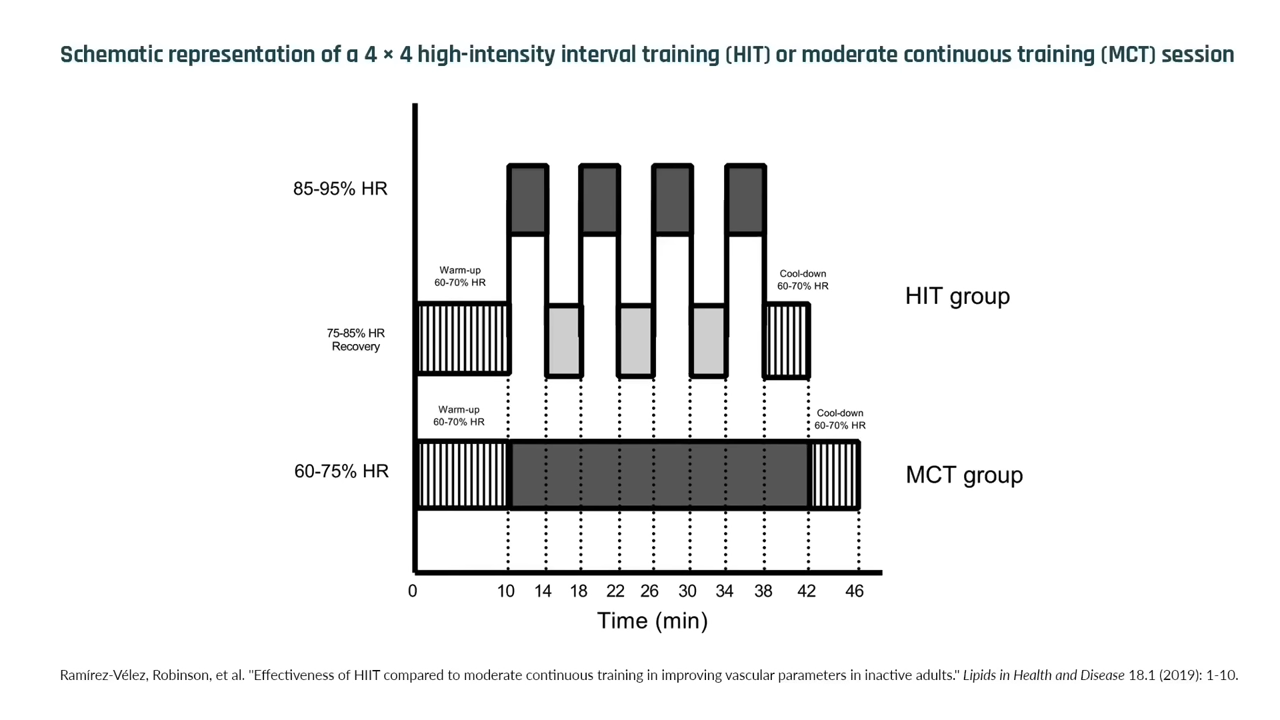 Schematic representation of a 4 × 4 high-intensity interval training (HIT) or moderate continuous training (MCT) session
85-95% HR
Warm-up
60-70% HR
Cool-down
60-70% HR
HIT group
75-85% HR
Recovery
Warm-up
60-70% HR
Cool-down
60-70% HR
60-75% HR
MCT group
0 10 14 18 22 26 30 34 38 42 46
Time (min)
Ramírez-Vélez, Robinson, et al. "Effectiveness of HIIT compared to moderate continuous training in improving vascular parameters in inactive adults." Lipids in Health and Disease 18.1 (2019): 1-10.